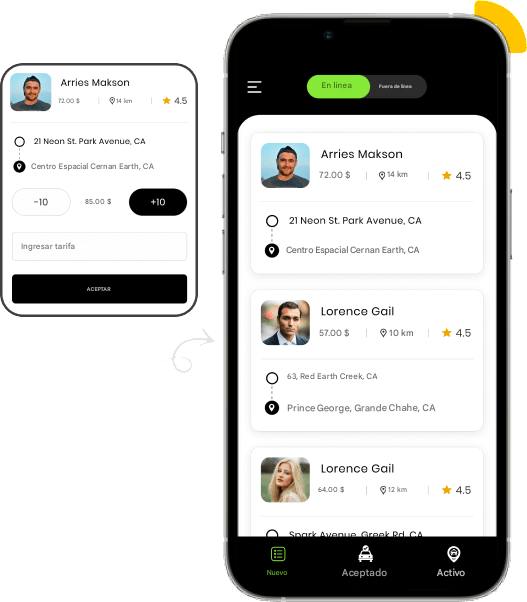 Arries Makson
72.00 $
14 km
4.5
21 Neon St. Park Avenue, CA
Centro Espacial Cernan Earth, CA
-10
85.00 $
+10
Ingresar tarifa
ACEPTAR
En línea
Fuera de línea
Arries Makson
72.00 $
14 km
4.5
21 Neon St. Park Avenue, CA
Centro Espacial Cernan Earth, CA
Lorence Gail
57.00 $
10 km
4.5
63, Red Earth Creek, CA
Prince George, Grande Chahe, CA
Lorence Gail
64.00 $
12 km
4.5
Spark Avenue, Greek Rd, CA
Nuevo
Aceptado
Activo